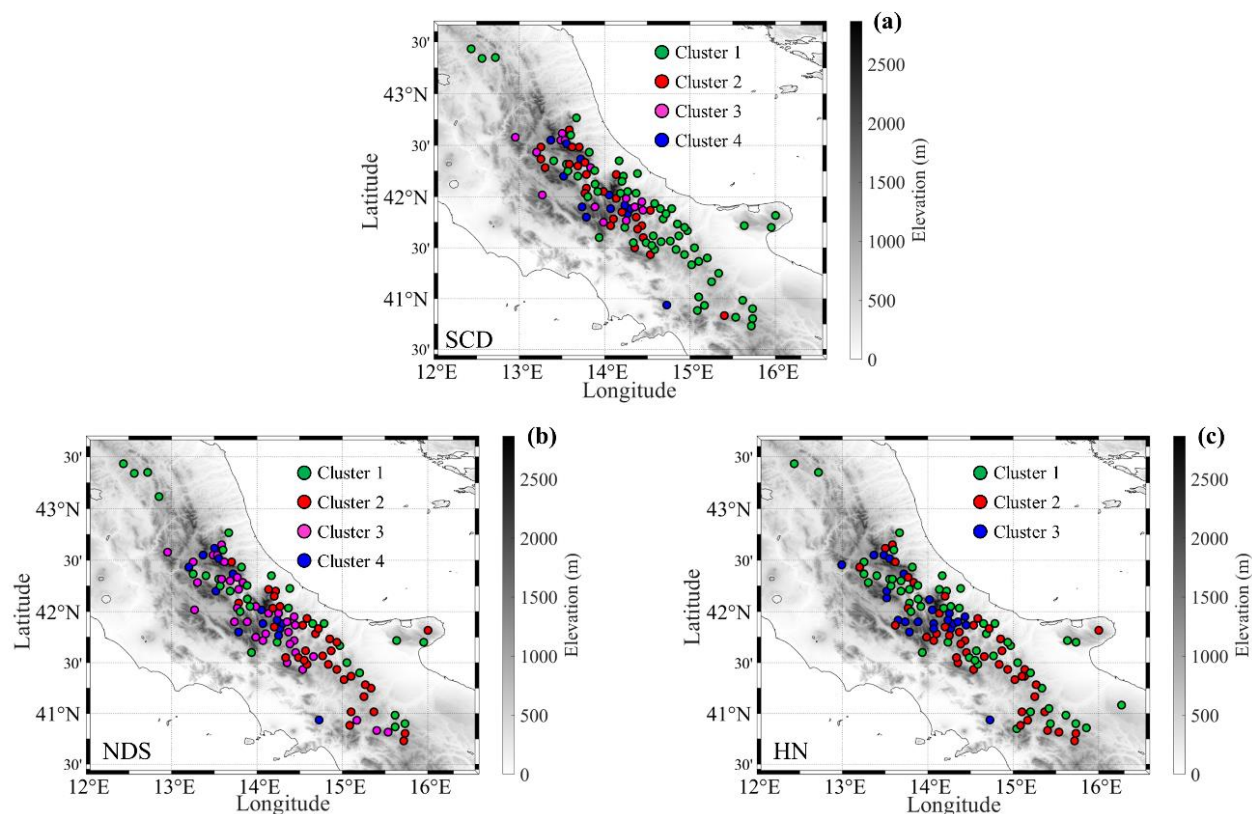 (a)
30'
43°N
30'
42°N
30'
41°N
30'
Latitude
Cluster 1
Cluster 2
Cluster 3
Cluster 4
SCD
12°E 13°E 14°E 15°E 16°E
Longitude
2500
2000
1500
1000
500
0
Elevation (m)
(b)
30'
43°N
30'
42°N
30'
41°N
30'
Latitude
Cluster 1
Cluster 2
Cluster 3
Cluster 4
NDS
12°E 13°E 14°E 15°E 16°E
Longitude
2500
2000
1500
1000
500
0
Elevation (m)
(c)
30'
43°N
30'
42°N
30'
41°N
30'
Latitude
Cluster 1
Cluster 2
Cluster 3
HN
12°E 13°E 14°E 15°E 16°E
Longitude
2500
2000
1500
1000
500
0
Elevation (m)